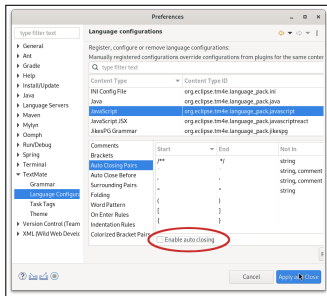 Preferences
type filter text
Language configurations
General
Ant
Gradle
Help
Install/Update
Java
Language Servers
Maven
Mylyn
Oomph
Run/Debug
Spring
Terminal
TextMate
Grammar
Language Configura
Task Tags
Theme
Version Control (Team
XML (Wild Web Develo
Register, configure or remove language configurations:
Manually registered configurations override configurations from plugins for the same conter
type filter text
Content Type Content Type ID
INI Config File org.eclipse.tm4e.language_pack.ini
Java org.eclipse.tm4e.language_pack.java
JavaScript org.eclipse.tm4e.language_pack.javascript
JavaScript JSX org.eclipse.tm4e.language_pack.javascriptreact
JikesPG Grammar org.eclipse.tm4e.language_pack.jikespg
Comments
Brackets
Auto Closing Pairs
Auto Close Before
Surrounding Pairs
Folding
Word Pattern
On Enter Rules
Indentation Rules
Colorized Bracket Pairs
Start End Not In
/** */ string
` ` string, comment
' ' string, comment
" " string
( )
[ ]
{ }
Enable auto closing
Cancel
Apply and Close